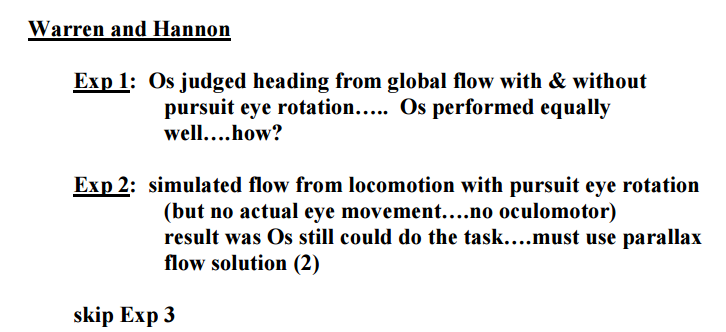 Warren and Hannon
Exp 1: Os judged heading from global flow with & without
pursuit eye rotation..... Os performed equally
well....how?
Exp 2: simulated flow from locomotion with pursuit eye rotation
(but no actual eye movement....no oculomotor)
result was Os still could do the task....must use parallax
flow solution (2)
skip Exp 3